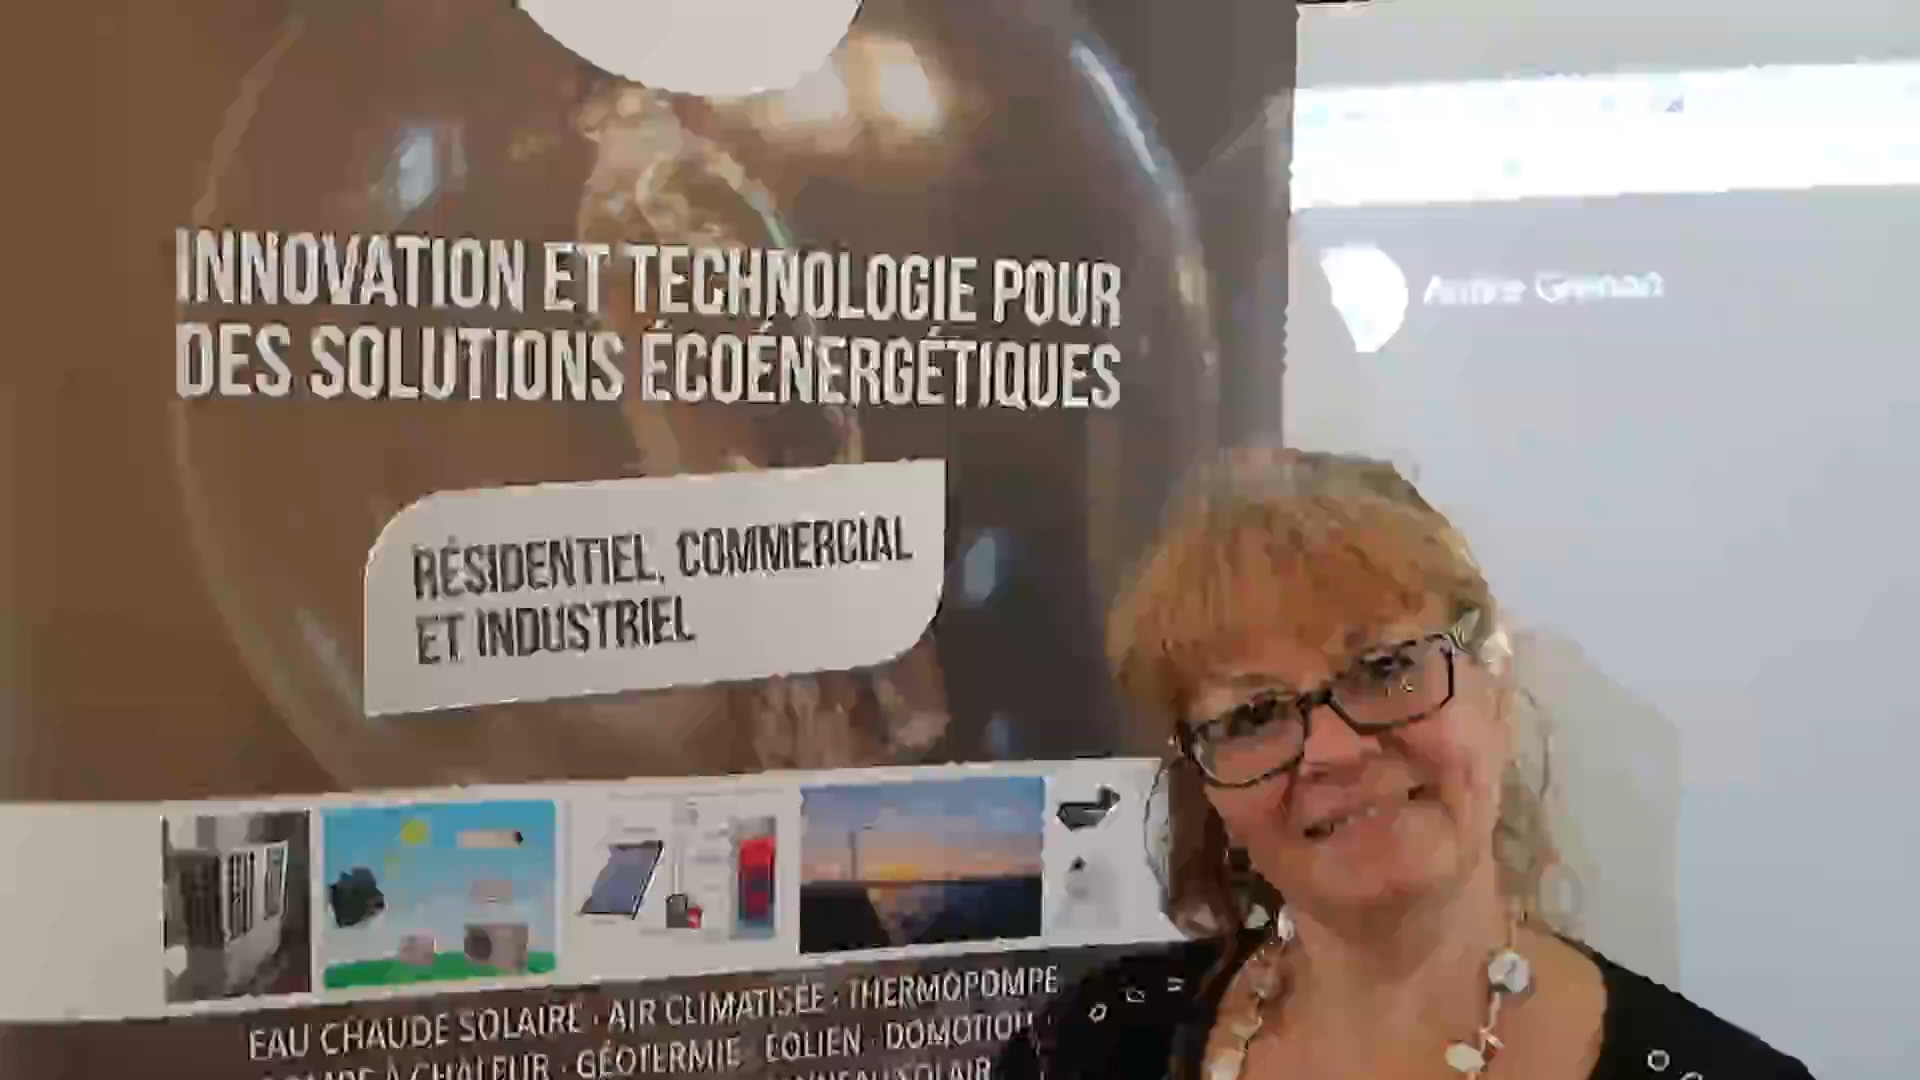 INNOVATION ET TECHNOLOGIE POUR
DES SOLUTIONS ÉCOÉNERGÉTIQUES
RÉSIDENTIEL, COMMERCIAL
ET INDUSTRIEL
EAU CHAUDE SOLAIRE · AIR CLIMATISÉE · THERMOPOMPE
À CHALEUR · GÉOTERMIE · ÉOLIEN ·